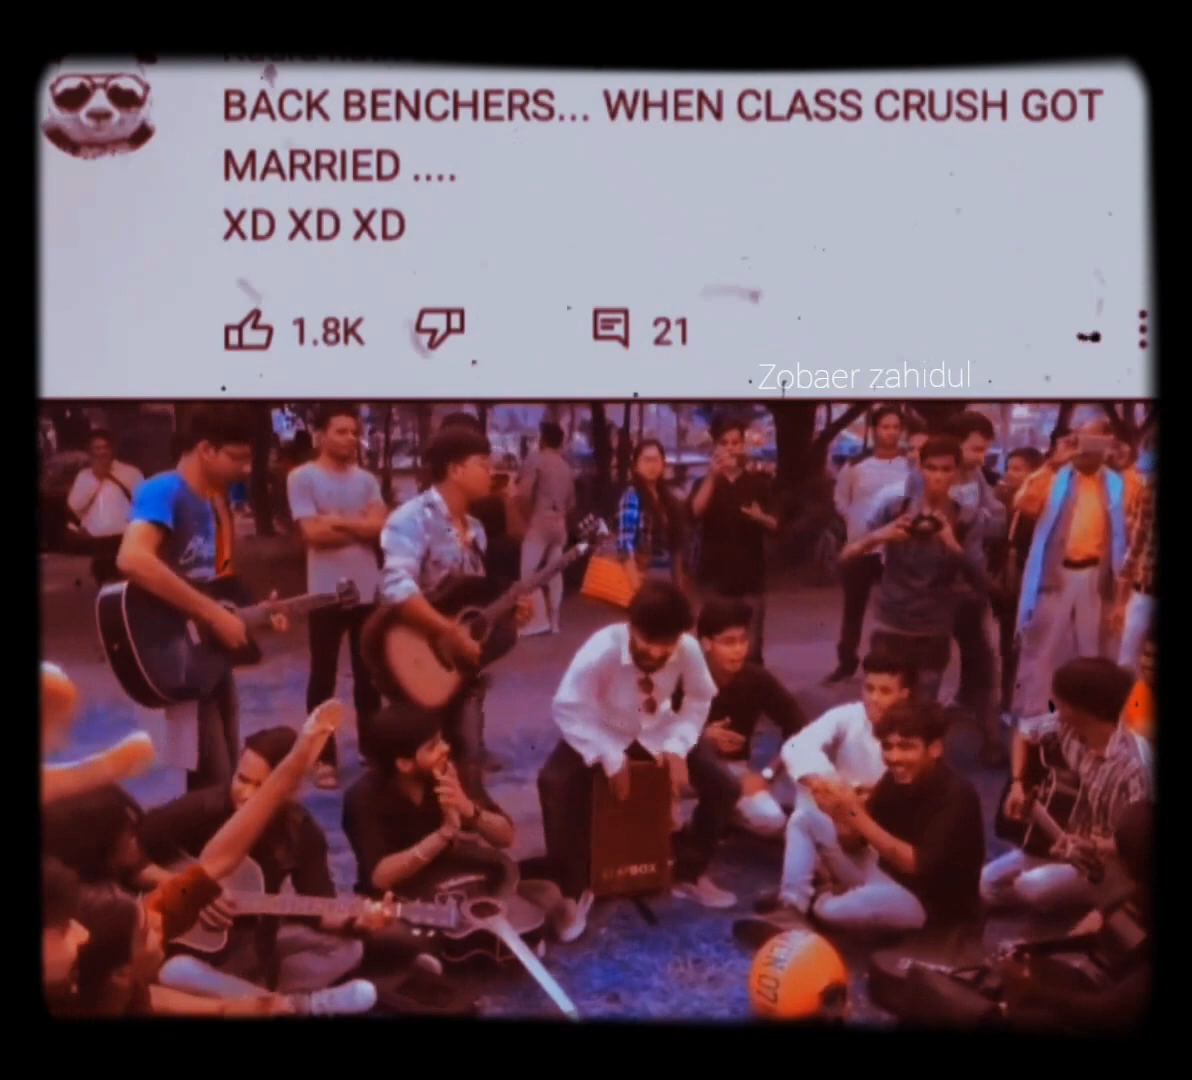 BACK BENCHERS... WHEN CLASS CRUSH GOT
MARRIED ....
XD XD XD
1.8K
21
Zobaer zahidul